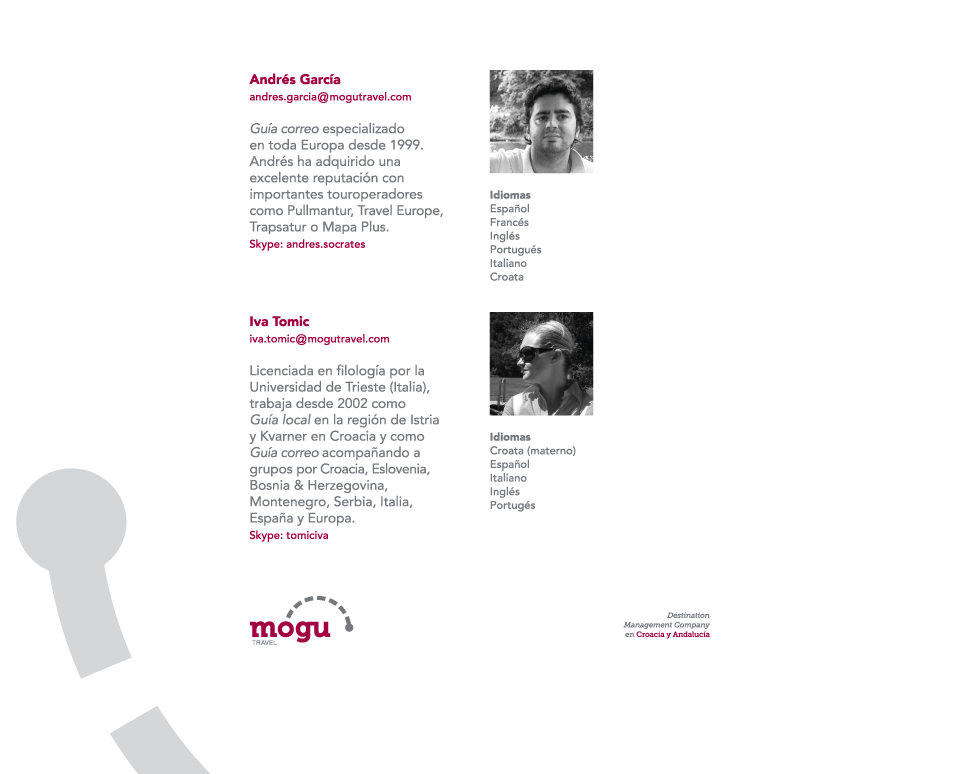 Andrés García
andres.garcia@mogutravel.com
Guía correo especializado
en toda Europa desde 1999.
Andrés ha adquirido una
excelente reputación con
importantes touroperadores
como Pullmantur, Travel Europe,
Trapsatur o Mapa Plus.
Skype: andres.socrates
Idiomas
Español
Francés
Inglés
Portugués
Italiano
Croata
Iva Tomic
iva.tomic@mogutravel.com
Licenciada en filología por la
Universidad de Trieste (Italia),
trabaja desde 2002 como
Guía local en la región de Istria
y Kvarner en Croacia y como
Guía correo acompañando a
grupos por Croacia, Eslovenia,
Bosnia & Herzegovina,
Montenegro, Serbia, Italia,
España y Europa.
Skype: tomiciva
Idiomas
Croata (materno)
Español
Italiano
Inglés
Portugés
mogu
TRAVEL
Destination
Management Company
en Croacia y Andalucía